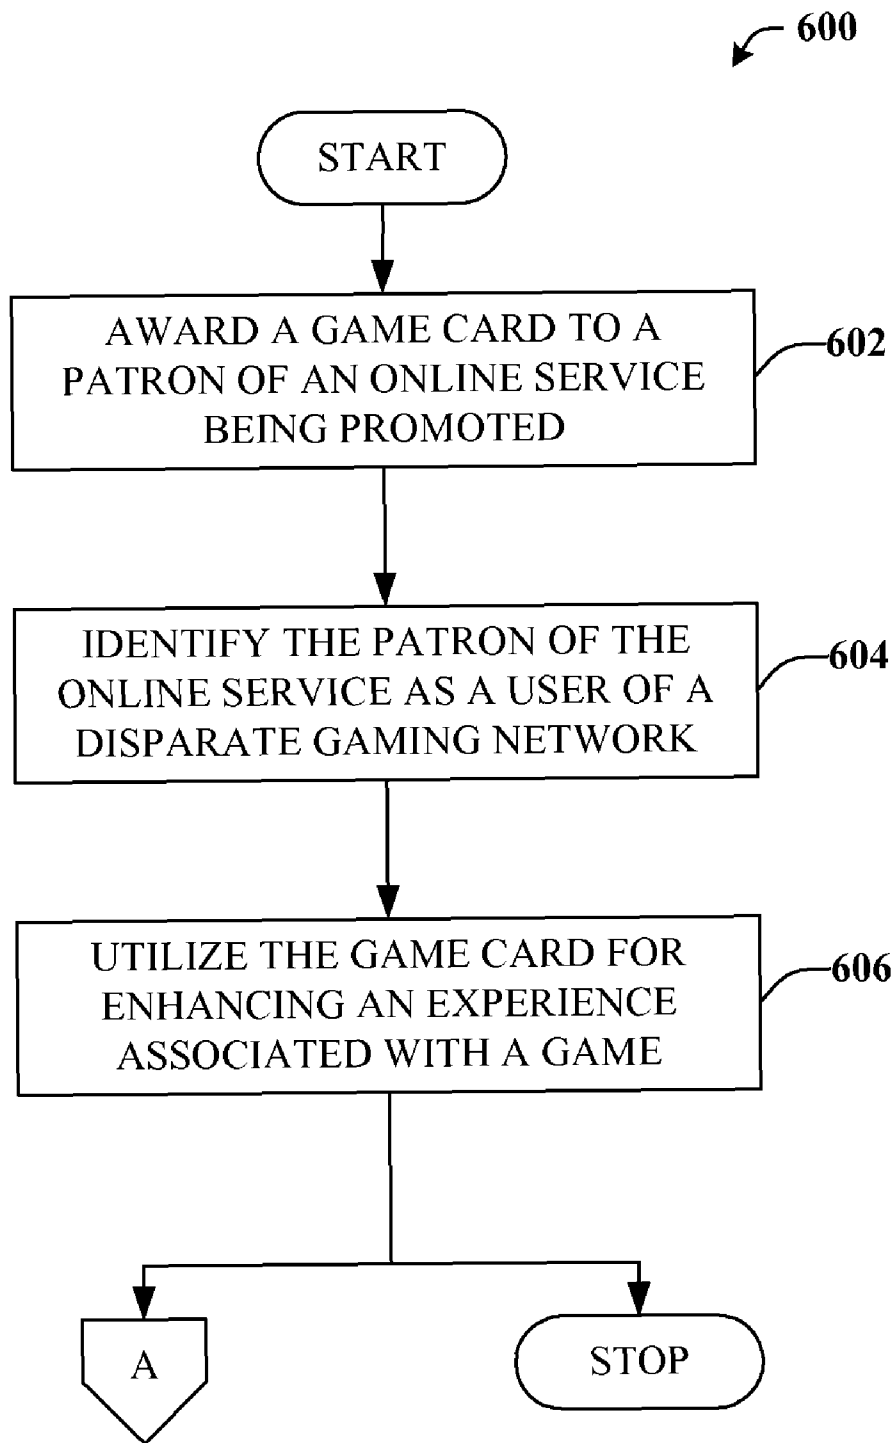 600
START
AWARD A GAME CARD TO A
PATRON OF AN ONLINE SERVICE
BEING PROMOTED
602
IDENTIFY THE PATRON OF THE
ONLINE SERVICE AS A USER OF A
DISPARATE GAMING NETWORK
604
UTILIZE THE GAME CARD FOR
ENHANCING AN EXPERIENCE
ASSOCIATED WITH A GAME
606
A
STOP